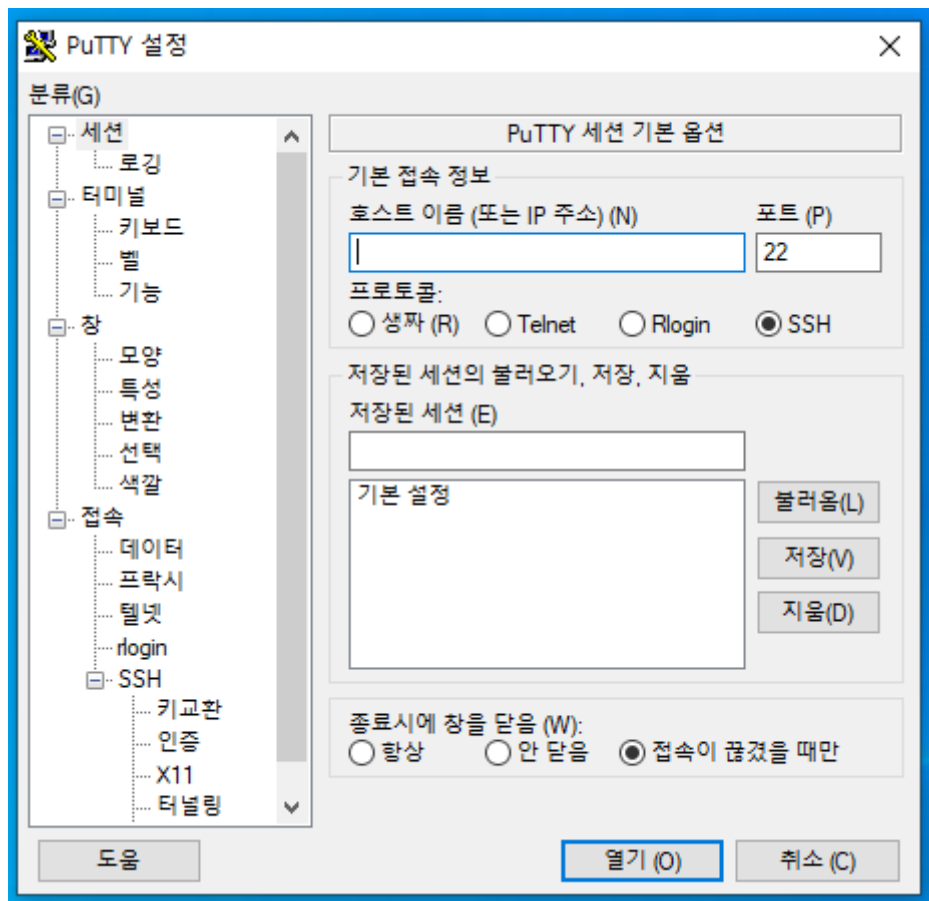 PuTTY 설정
분류(G)
세션
로깅
터미널
키보드
벨
기능
창
모양
특성
변환
선택
색깔
접속
데이터
프락시
텔넷
rlogin
SSH
키교환
인증
X11
터널링
PuTTY 세션 기본 옵션
기본 접속 정보
호스트 이름 (또는 IP 주소) (N) 포트 (P)
22
프로토콜:
생짜 (R) Telnet Rlogin SSH
저장된 세션의 불러오기, 저장, 지움
저장된 세션 (E)
기본 설정
불러옴(L)
저장(V)
지움(D)
종료시에 창을 닫음 (W):
항상 안 닫음 접속이 끊겼을 때만
도움 열기 (O) 취소 (C)